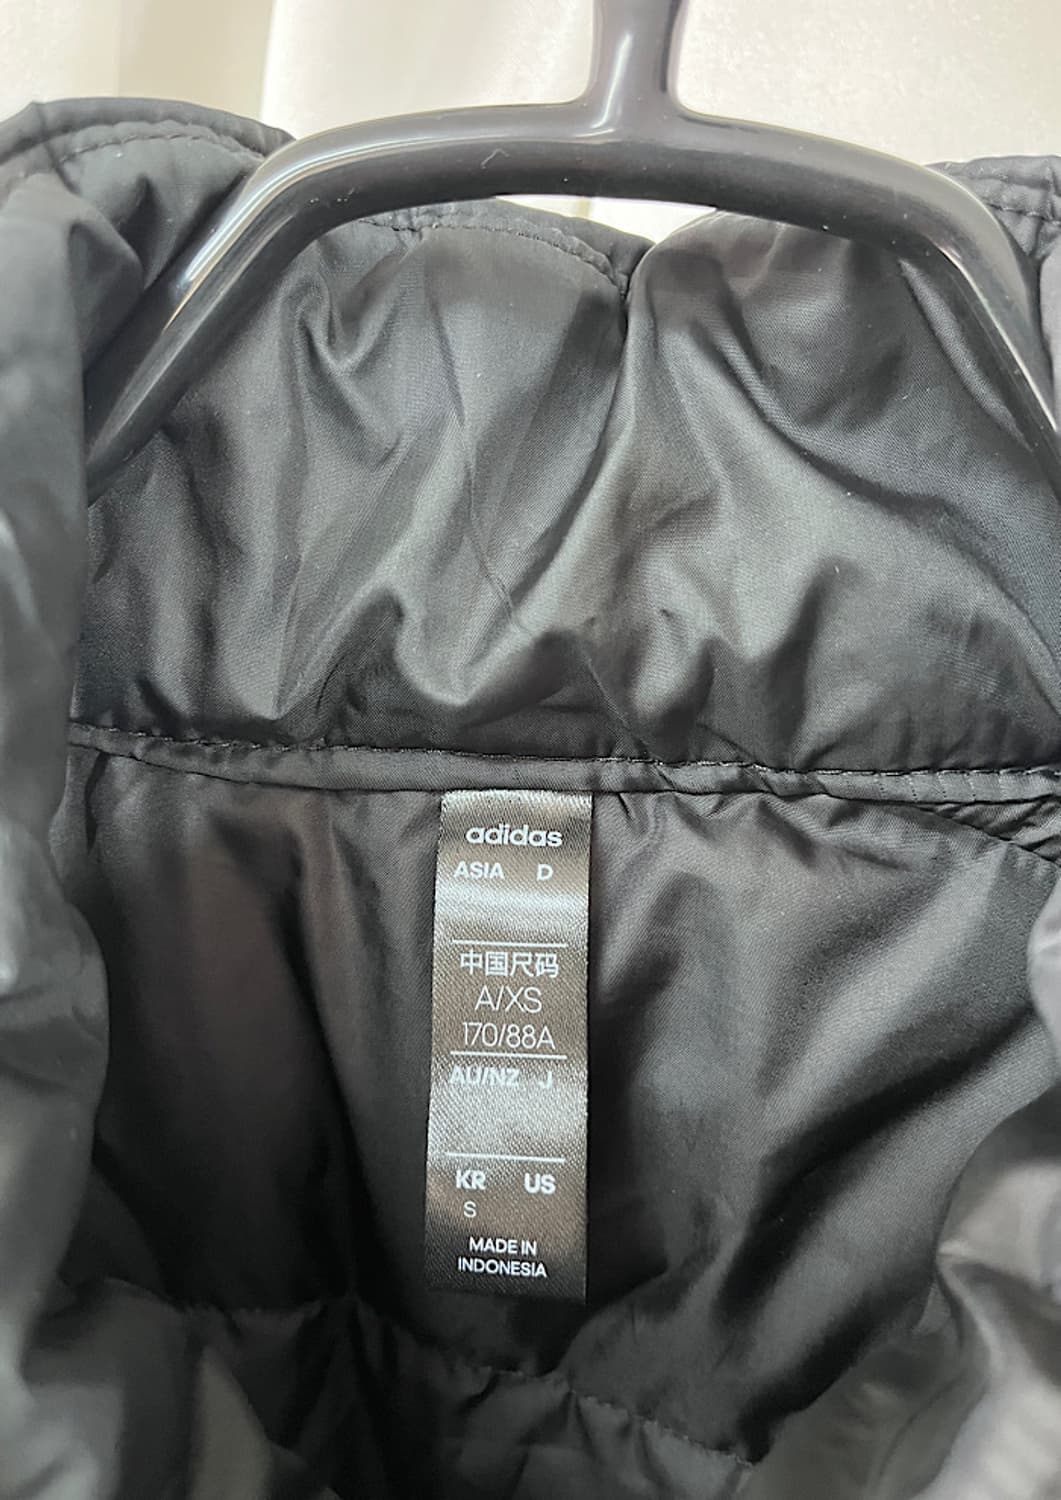 adidas
ASIA D
中国尺码
A/XS
170/88A
AU/NZ J
KR US
S
MADE IN
INDONESIA